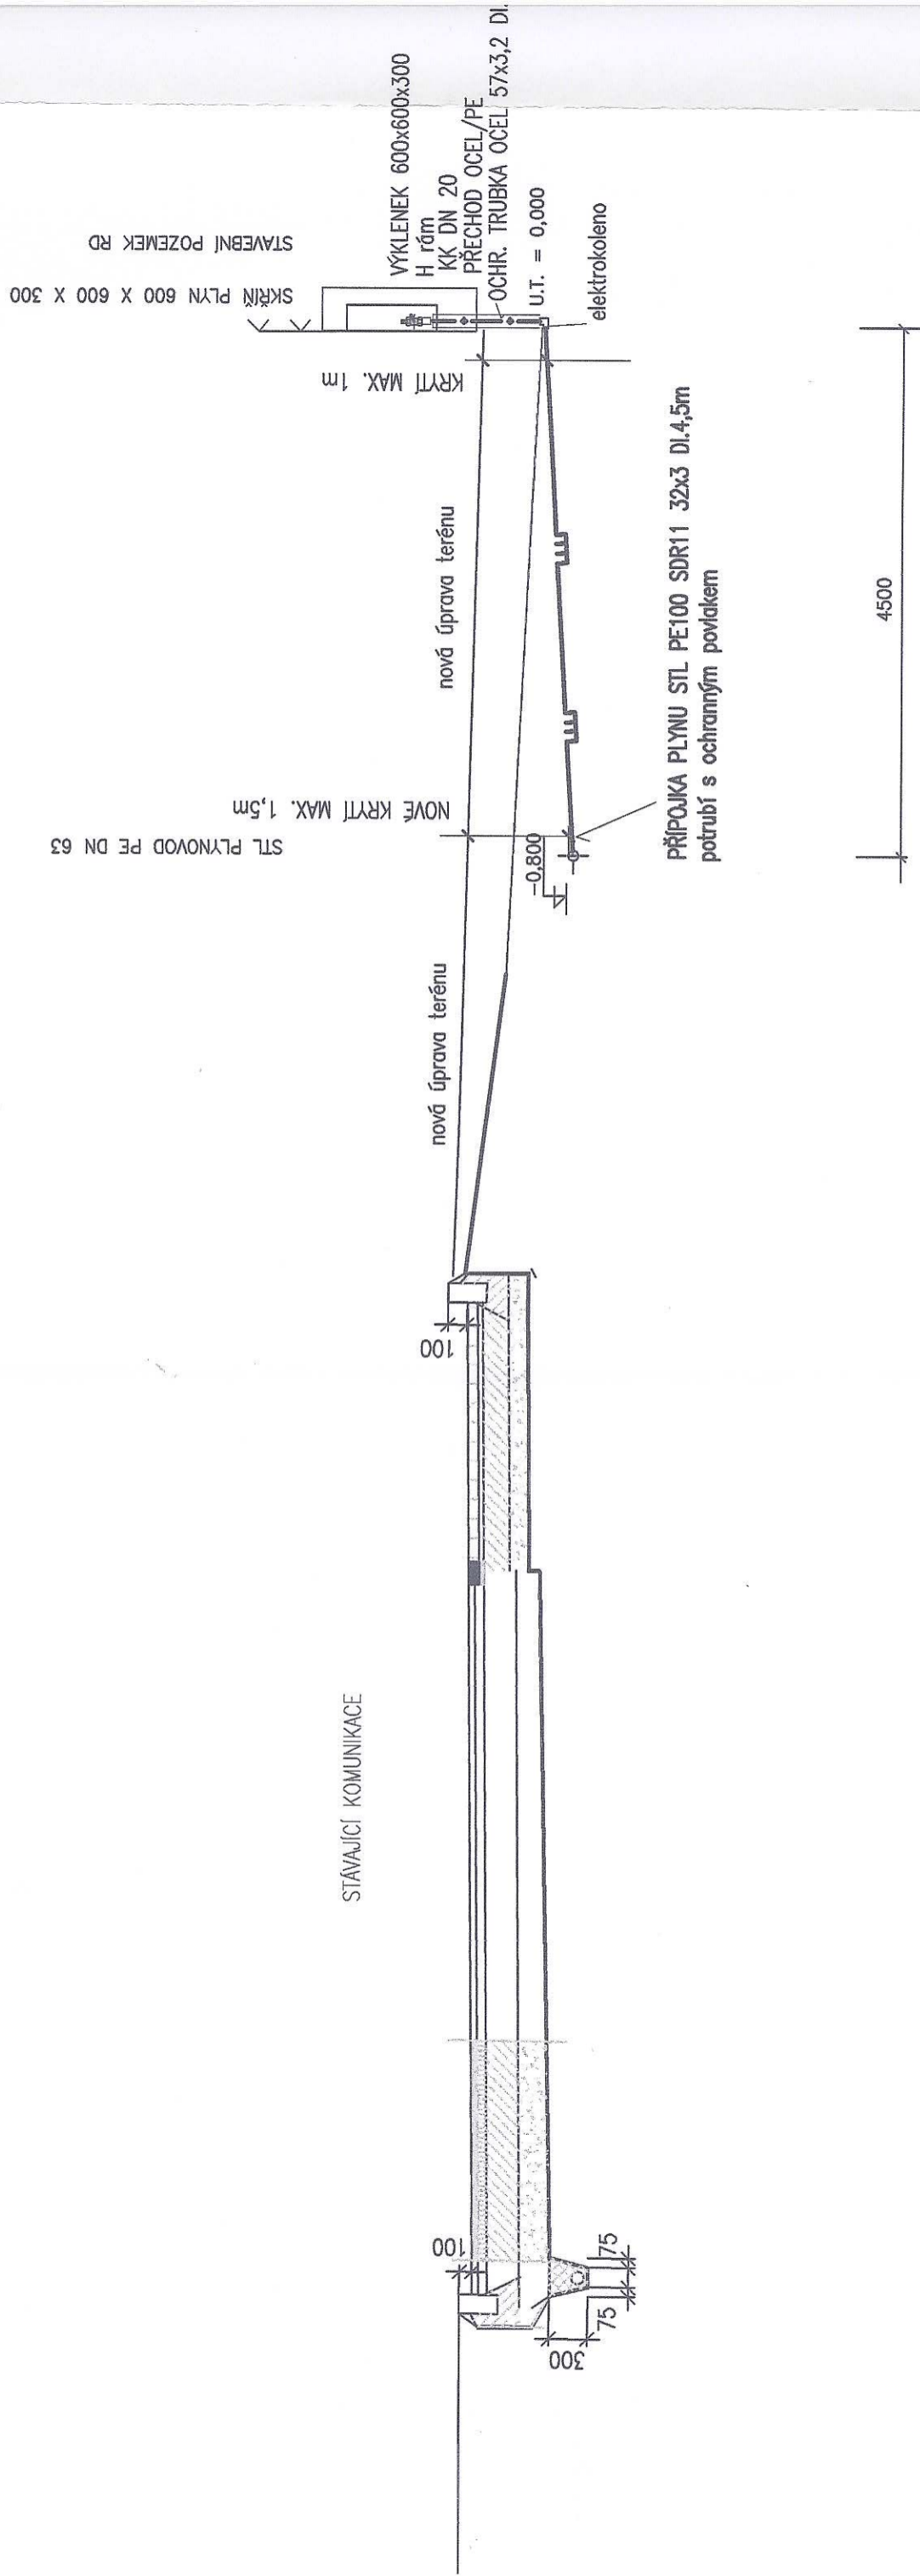 STAVEBNÍ POZEMEK RD
SKŘÍŇ PLYN 600 X 600 X 300
VÝKLENEK 600x600x300
H rám
KK DN 20
PŘECHOD OCEL/PE
OCHR. TRUBKA OCEL 57x3,2 Dl.
U.T. = 0,000
elektrokoleno
KRYTÍ MAX. 1m
nová úprava terénu
NOVÉ KRYTÍ MAX. 1,5m
STL PLYNOVOD PE DN 63
-0,800
PŘÍPOJKA PLYNU STL PE100 SDR11 32x3 Dl.4,5m
potrubí s ochranným povlakem
4500
nová úprava terénu
100
STÁVAJÍCÍ KOMUNIKACE
100
300
75
75